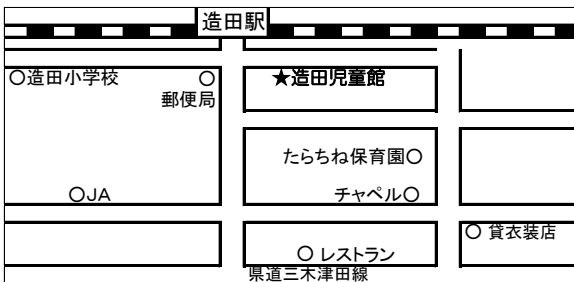 造田駅
○造田小学校
○
郵便局
★造田児童館
たらちね保育園○
○JA
チャペル○
○ 貸衣装店
○ レストラン
県道三木津田線